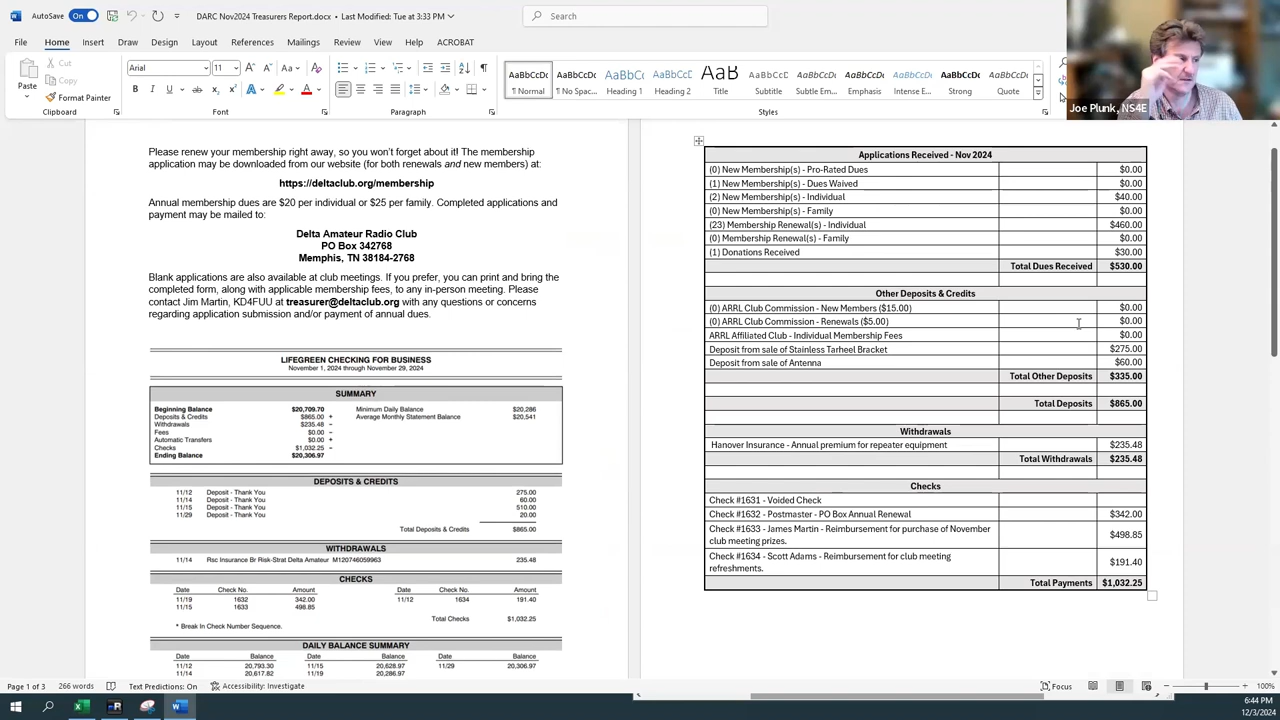 AutoSave
On
DARC Nov2024 Treasurers Report.docx • Last Modified: Tue at 3:33 PM
Search
File
Home
Insert
Draw
Design
Layout
References
Mailings
Review
View
Help
ACROBAT
Paste
Cut
Copy
Format Painter
Clipboard
Arial
11
Font
Paragraph
AaBbCcDc
¶ Normal
AaBbCcDc
¶ No Spac...
AaBbC
Heading 1
AaBbCcD
Heading 2
AaB
Title
AaBbCcD
Subtitle
AaBbCcDc
Subtle Em...
AaBbCcDc
Emphasis
AaBbCcDc
Intense E...
AaBbCcDc
Strong
AaBbCcDc
Quote
Styles
Joe Plunk, NS4E
Please renew your membership right away, so you won't forget about it! The membership
application may be downloaded from our website (for both renewals and new members) at:
https://deltaclub.org/membership
Annual membership dues are $20 per individual or $25 per family. Completed applications and
payment may be mailed to:
Delta Amateur Radio Club
PO Box 342768
Memphis, TN 38184-2768
Blank applications are also available at club meetings. If you prefer, you can print and bring the
completed form, along with applicable membership fees, to any in-person meeting. Please
contact Jim Martin, KD4FUU at treasurer@deltaclub.org with any questions or concerns
regarding application submission and/or payment of annual dues.
LIFEGREEN CHECKING FOR BUSINESS
November 1, 2024 through November 29, 2024
SUMMARY
Beginning Balance $20,709.70 Minimum Daily Balance $20,286
Deposits & Credits $865.00 + Average Monthly Statement Balance $20,541
Withdrawals $235.48 −
Fees $0.00 −
Automatic Transfers $0.00 +
Checks $1,032.25 −
Ending Balance $20,306.97
DEPOSITS & CREDITS
11/12 Deposit - Thank You 275.00
11/14 Deposit - Thank You 60.00
11/15 Deposit - Thank You 510.00
11/29 Deposit - Thank You 20.00
Total Deposits & Credits $865.00
WITHDRAWALS
11/14 Rsc Insurance Br Risk-Strat Delta Amateur M120746059963 235.48
CHECKS
Date Check No. Amount Date Check No. Amount
11/19 1632 342.00 11/12 1634 191.40
11/15 1633 498.85
Total Checks $1,032.25
* Break In Check Number Sequence.
DAILY BALANCE SUMMARY
Date Balance Date Balance Date Balance
11/12 20,793.30 11/15 20,628.97 11/29 20,306.97
11/14 20,617.82 11/19 20,286.97
Applications Received - Nov 2024
(0) New Membership(s) - Pro-Rated Dues $0.00
(1) New Membership(s) - Dues Waived $0.00
(2) New Membership(s) - Individual $40.00
(0) New Membership(s) - Family $0.00
(23) Membership Renewal(s) - Individual $460.00
(0) Membership Renewal(s) - Family $0.00
(1) Donations Received $30.00
Total Dues Received $530.00
Other Deposits & Credits
(0) ARRL Club Commission - New Members ($15.00) $0.00
(0) ARRL Club Commission - Renewals ($5.00) $0.00
ARRL Affiliated Club - Individual Membership Fees $0.00
Deposit from sale of Stainless Tarheel Bracket $275.00
Deposit from sale of Antenna $60.00
Total Other Deposits $335.00
Total Deposits $865.00
Withdrawals
Hanover Insurance - Annual premium for repeater equipment $235.48
Total Withdrawals $235.48
Checks
Check #1631 - Voided Check
Check #1632 - Postmaster - PO Box Annual Renewal $342.00
Check #1633 - James Martin - Reimbursement for purchase of November
club meeting prizes. $498.85
Check #1634 - Scott Adams - Reimbursement for club meeting
refreshments. $191.40
Total Payments $1,032.25
Page 1 of 3
266 words
Text Predictions: On
Accessibility: Investigate
Focus
100%
6:44 PM
12/3/2024